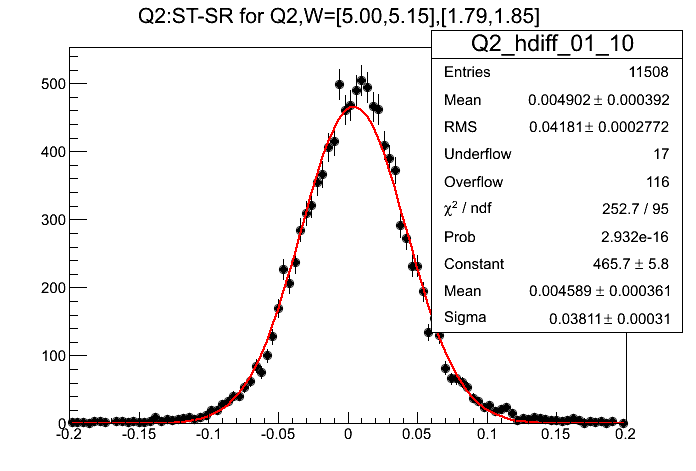 Q2:ST-SR for Q2,W=[5.00,5.15],[1.79,1.85]
Q2_hdiff_01_10
Entries 11508
Mean 0.004902 ± 0.000392
RMS 0.04181 ± 0.0002772
Underflow 17
Overflow 116
χ² / ndf 252.7 / 95
Prob 2.932e-16
Constant 465.7 ± 5.8
Mean 0.004589 ± 0.000361
Sigma 0.03811 ± 0.00031
500
400
300
200
100
0
-0.2 -0.15 -0.1 -0.05 0 0.05 0.1 0.15 0.2